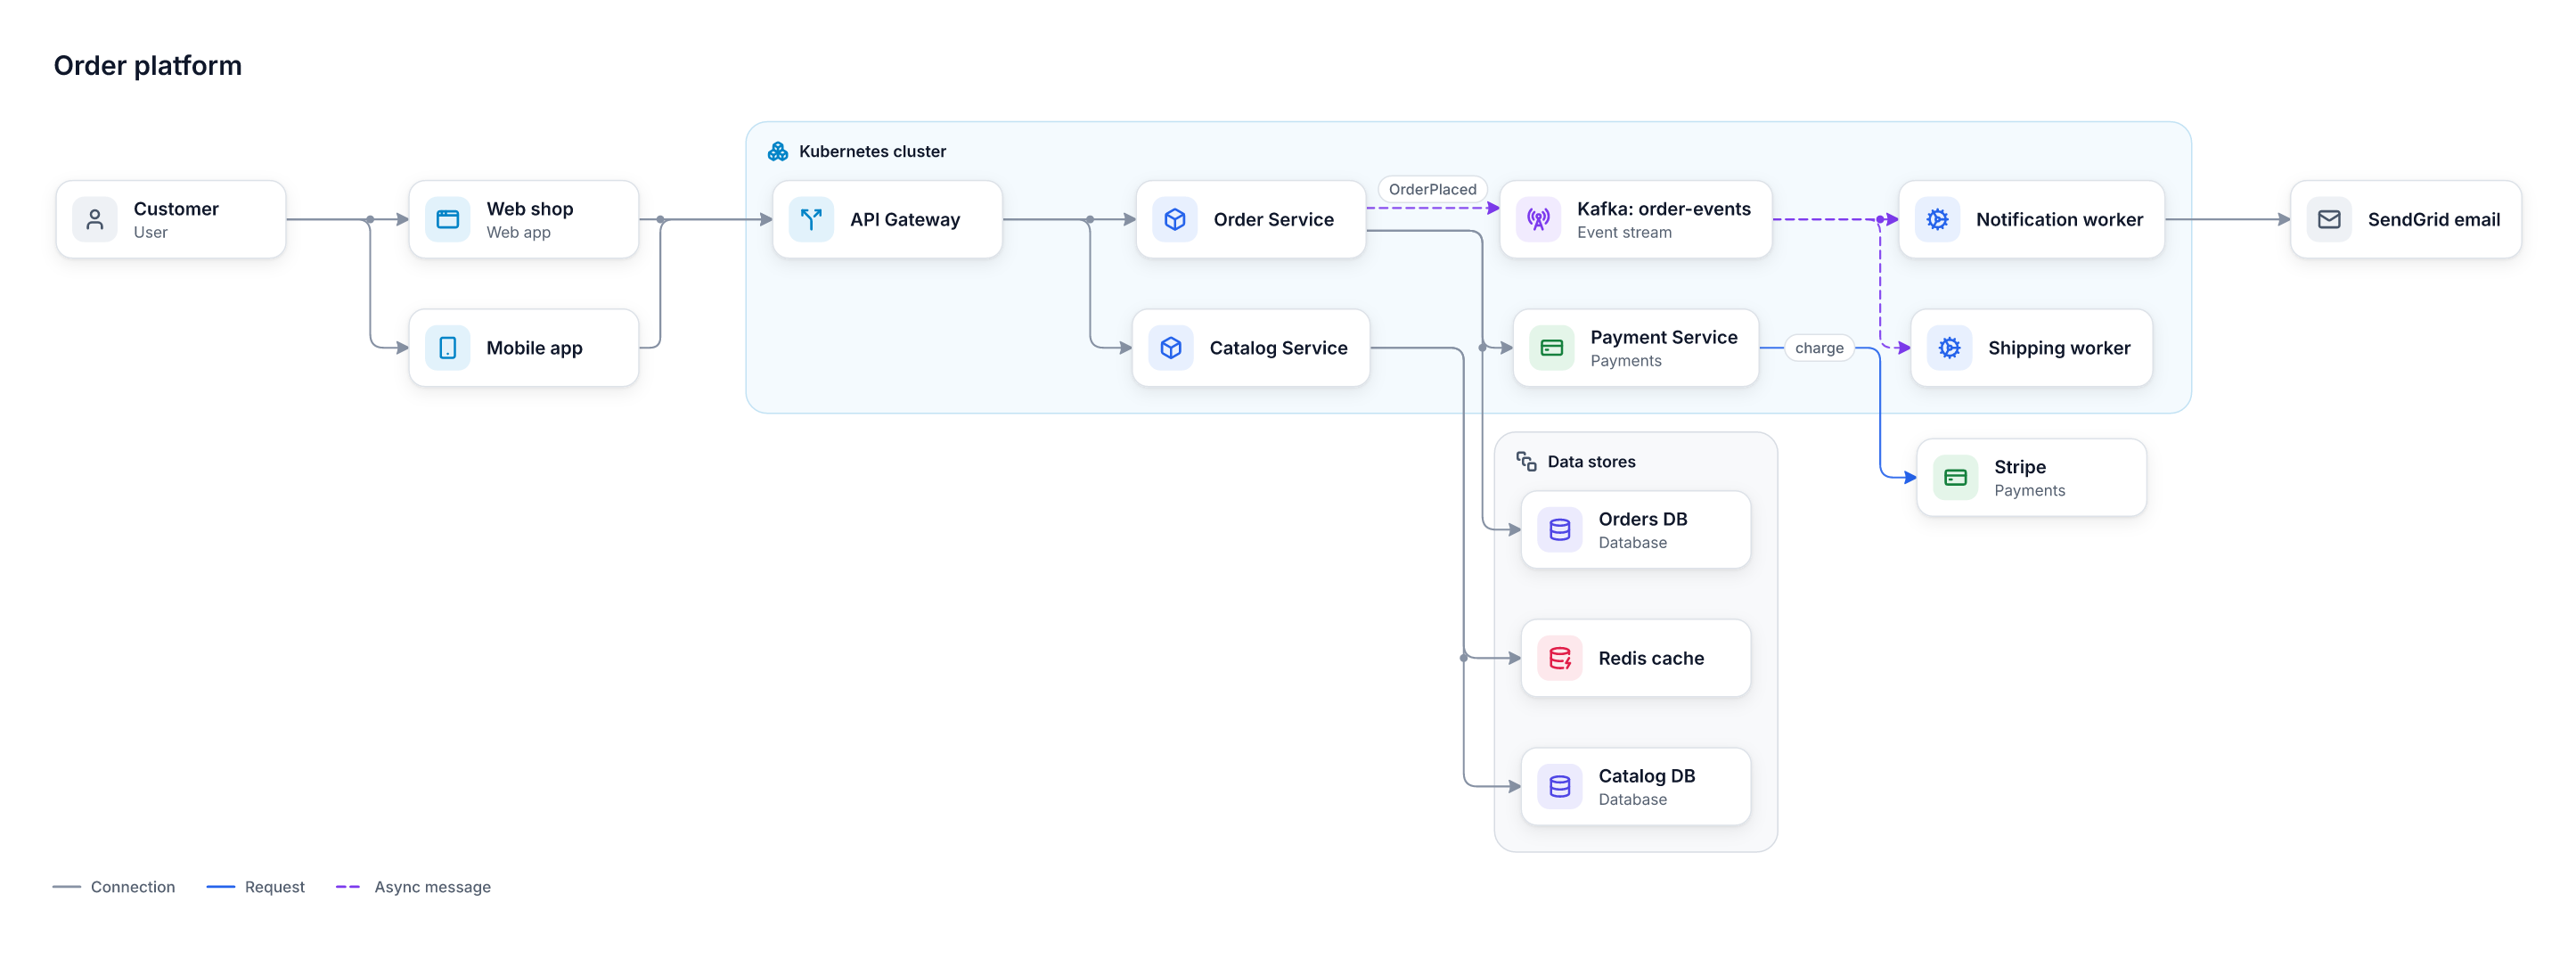 Order platform
Kubernetes cluster
Customer
User
Web shop
Web app
API Gateway
Order Service
OrderPlaced
Kafka: order-events
Event stream
Notification worker
SendGrid email
Mobile app
Catalog Service
Payment Service
Payments
charge
Shipping worker
Data stores
Stripe
Payments
Orders DB
Database
Redis cache
Catalog DB
Database
Connection
Request
Async message